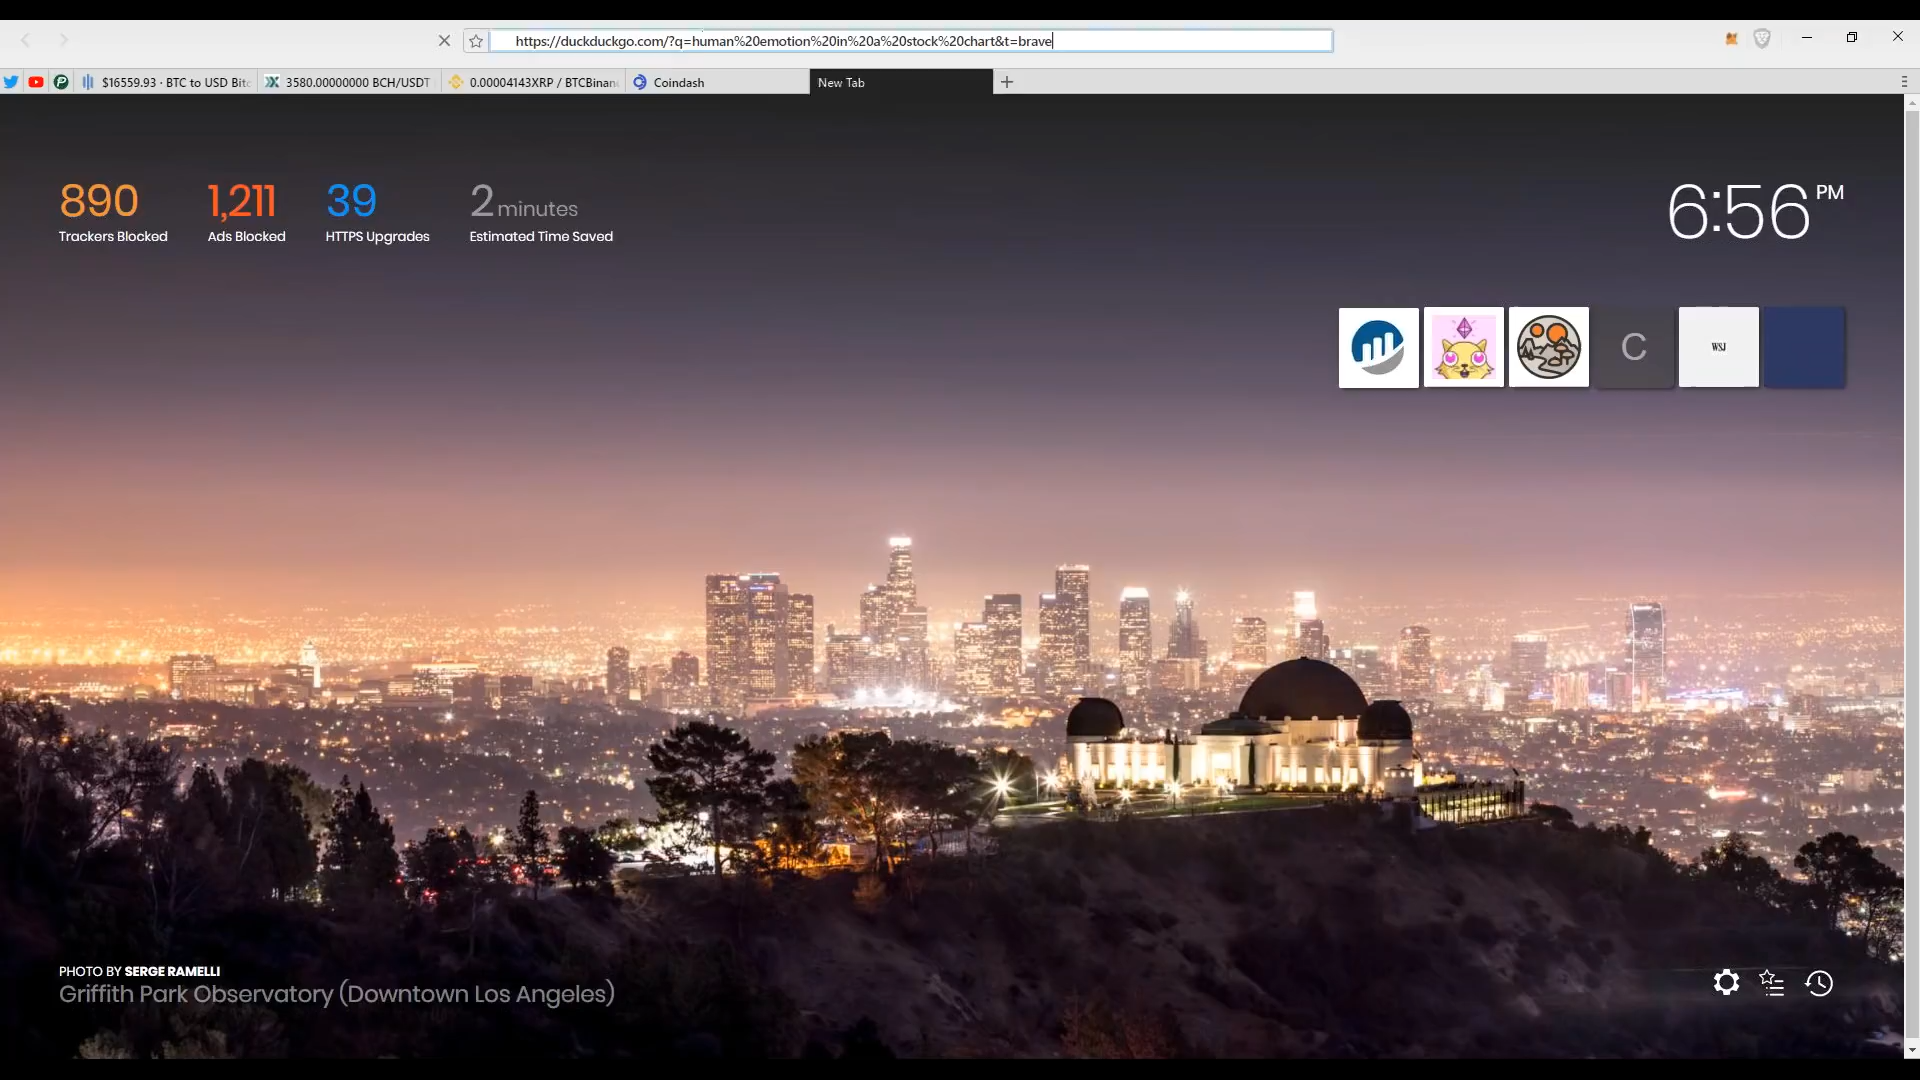 https://duckduckgo.com/?q=human%20emotion%20in%20a%20stock%20chart&t=brave
$16559.93 · BTC to USD Bitc
3580.00000000 BCH/USDT
0.00004143XRP / BTCBinan
Coindash
New Tab
890
1,211
39
2 minutes
Trackers Blocked
Ads Blocked
HTTPS Upgrades
Estimated Time Saved
6:56 PM
C
WSJ
PHOTO BY SERGE RAMELLI
Griffith Park Observatory (Downtown Los Angeles)